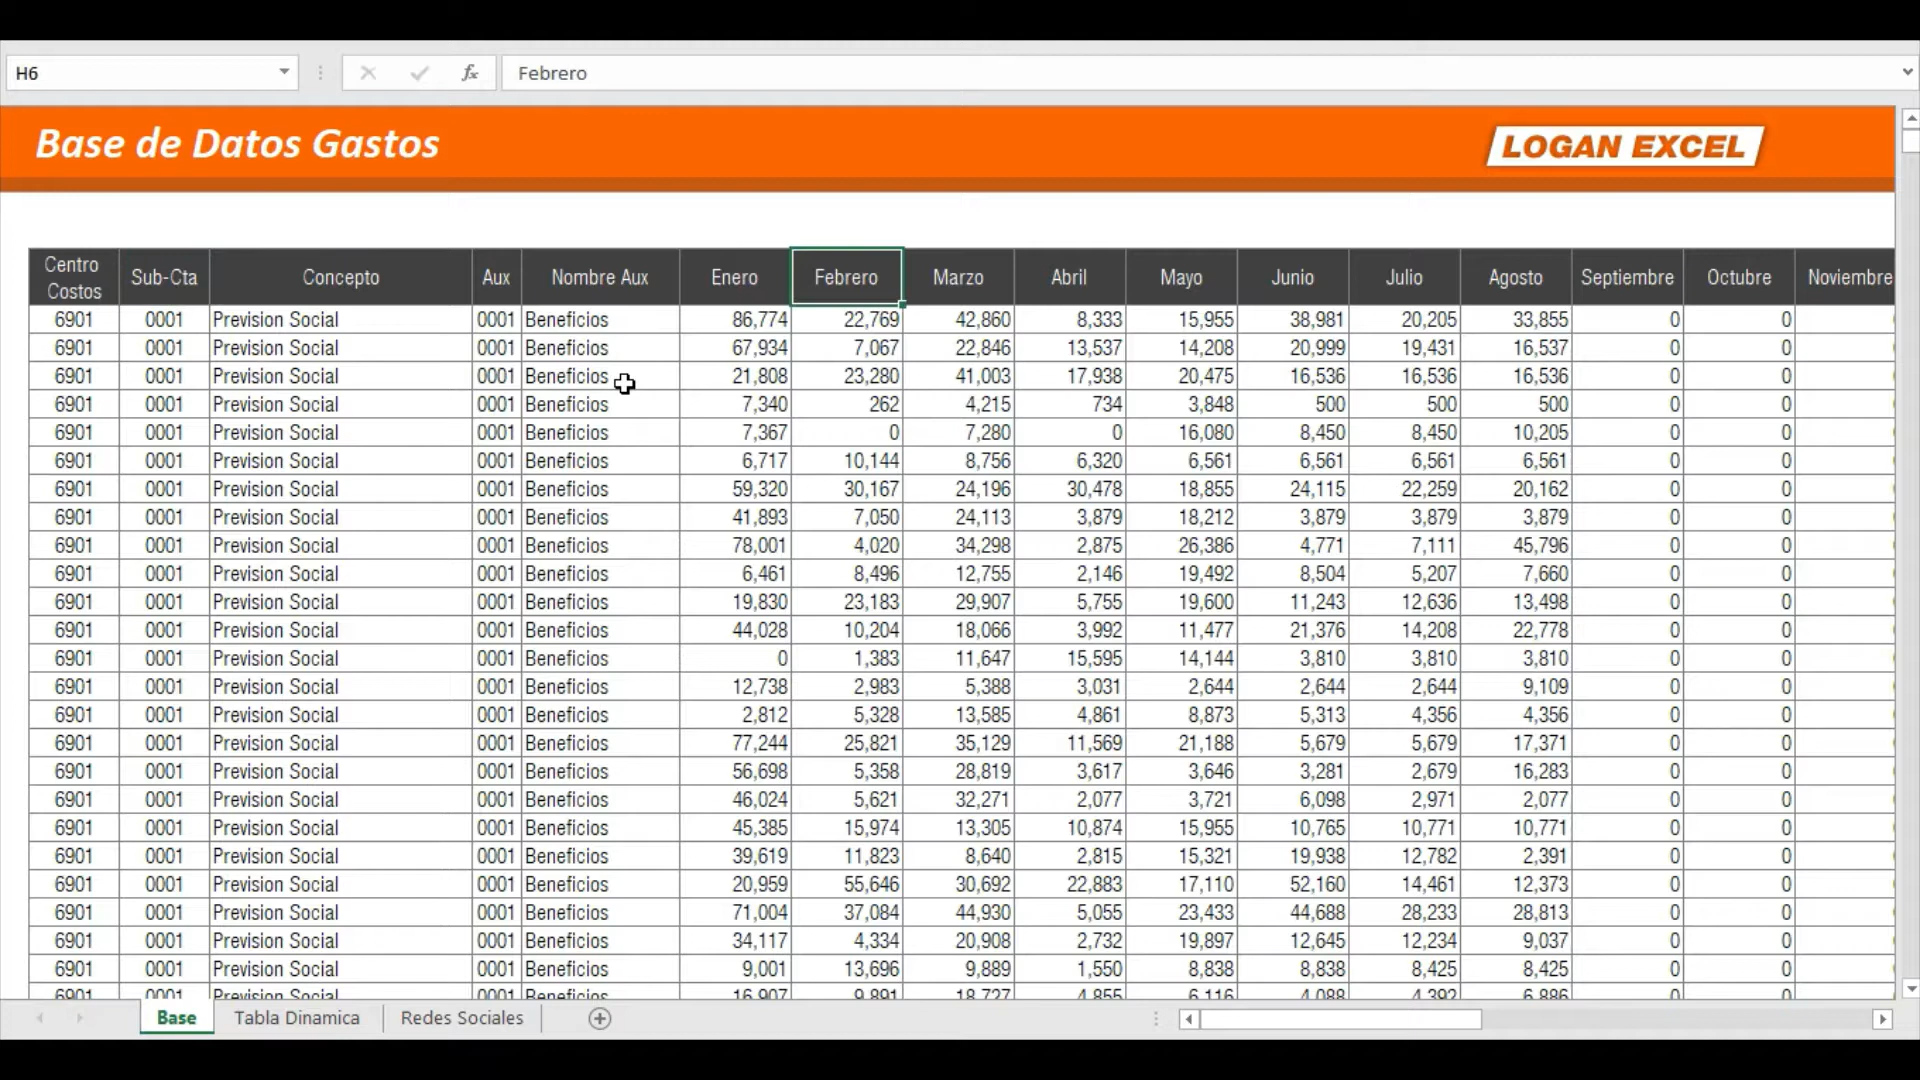 H6 fx Febrero
Base de Datos Gastos
LOGAN EXCEL
Centro Costos Sub-Cta Concepto Aux Nombre Aux Enero Febrero Marzo Abril Mayo Junio Julio Agosto Septiembre Octubre Noviembre
6901 0001 Prevision Social 0001 Beneficios 86,774 22,769 42,860 8,333 15,955 38,981 20,205 33,855 0 0
6901 0001 Prevision Social 0001 Beneficios 67,934 7,067 22,846 13,537 14,208 20,999 19,431 16,537 0 0
6901 0001 Prevision Social 0001 Beneficios 21,808 23,280 41,003 17,938 20,475 16,536 16,536 16,536 0 0
6901 0001 Prevision Social 0001 Beneficios 7,340 262 4,215 734 3,848 500 500 500 0 0
6901 0001 Prevision Social 0001 Beneficios 7,367 0 7,280 0 16,080 8,450 8,450 10,205 0 0
6901 0001 Prevision Social 0001 Beneficios 6,717 10,144 8,756 6,320 6,561 6,561 6,561 6,561 0 0
6901 0001 Prevision Social 0001 Beneficios 59,320 30,167 24,196 30,478 18,855 24,115 22,259 20,162 0 0
6901 0001 Prevision Social 0001 Beneficios 41,893 7,050 24,113 3,879 18,212 3,879 3,879 3,879 0 0
6901 0001 Prevision Social 0001 Beneficios 78,001 4,020 34,298 2,875 26,386 4,771 7,111 45,796 0 0
6901 0001 Prevision Social 0001 Beneficios 6,461 8,496 12,755 2,146 19,492 8,504 5,207 7,660 0 0
6901 0001 Prevision Social 0001 Beneficios 19,830 23,183 29,907 5,755 19,600 11,243 12,636 13,498 0 0
6901 0001 Prevision Social 0001 Beneficios 44,028 10,204 18,066 3,992 11,477 21,376 14,208 22,778 0 0
6901 0001 Prevision Social 0001 Beneficios 0 1,383 11,647 15,595 14,144 3,810 3,810 3,810 0 0
6901 0001 Prevision Social 0001 Beneficios 12,738 2,983 5,388 3,031 2,644 2,644 2,644 9,109 0 0
6901 0001 Prevision Social 0001 Beneficios 2,812 5,328 13,585 4,861 8,873 5,313 4,356 4,356 0 0
6901 0001 Prevision Social 0001 Beneficios 77,244 25,821 35,129 11,569 21,188 5,679 5,679 17,371 0 0
6901 0001 Prevision Social 0001 Beneficios 56,698 5,358 28,819 3,617 3,646 3,281 2,679 16,283 0 0
6901 0001 Prevision Social 0001 Beneficios 46,024 5,621 32,271 2,077 3,721 6,098 2,971 2,077 0 0
6901 0001 Prevision Social 0001 Beneficios 45,385 15,974 13,305 10,874 15,955 10,765 10,771 10,771 0 0
6901 0001 Prevision Social 0001 Beneficios 39,619 11,823 8,640 2,815 15,321 19,938 12,782 2,391 0 0
6901 0001 Prevision Social 0001 Beneficios 20,959 55,646 30,692 22,883 17,110 52,160 14,461 12,373 0 0
6901 0001 Prevision Social 0001 Beneficios 71,004 37,084 44,930 5,055 23,433 44,688 28,233 28,813 0 0
6901 0001 Prevision Social 0001 Beneficios 34,117 4,334 20,908 2,732 19,897 12,645 12,234 9,037 0 0
6901 0001 Prevision Social 0001 Beneficios 9,001 13,696 9,889 1,550 8,838 8,838 8,425 8,425 0 0
6901 0001 Prevision Social 0001 Beneficios 16,907 9,891 18,727 4,855 6,116 4,088 4,392 6,886 0 0
Base Tabla Dinamica Redes Sociales